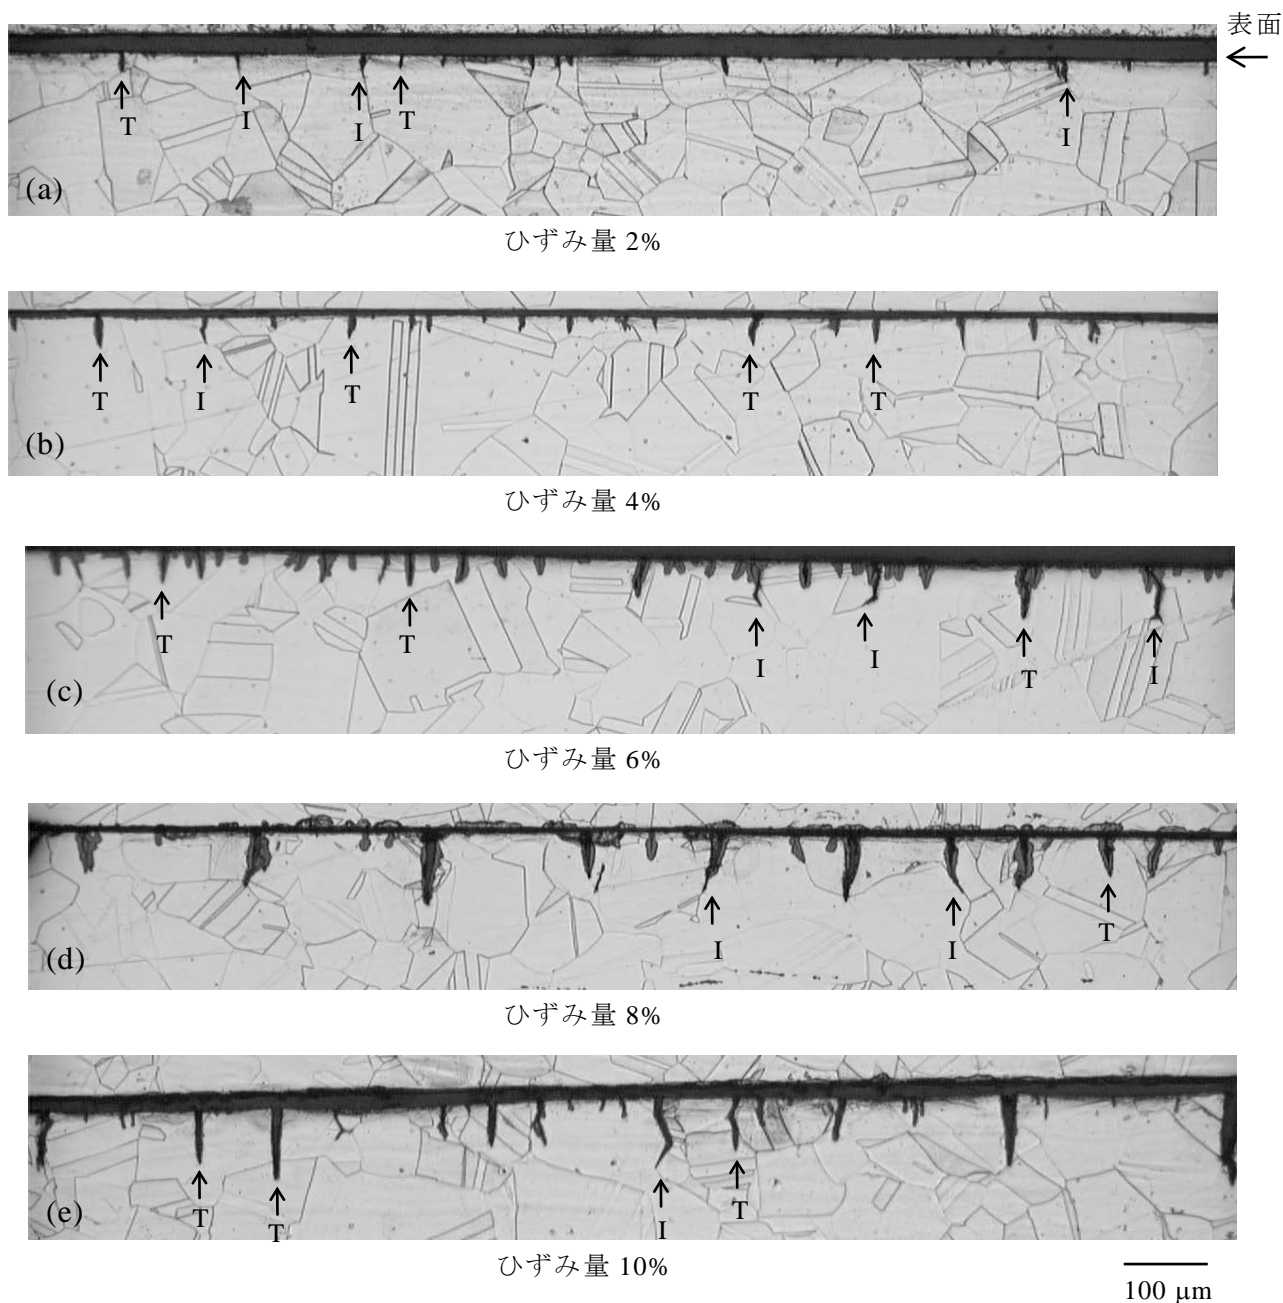 表面
T I I T I
(a)
ひずみ量 2%
T I T T T
(b)
ひずみ量 4%
T T I I T I
(c)
ひずみ量 6%
I I T
(d)
ひずみ量 8%
T T I T
(e)
ひずみ量 10%
100 μm